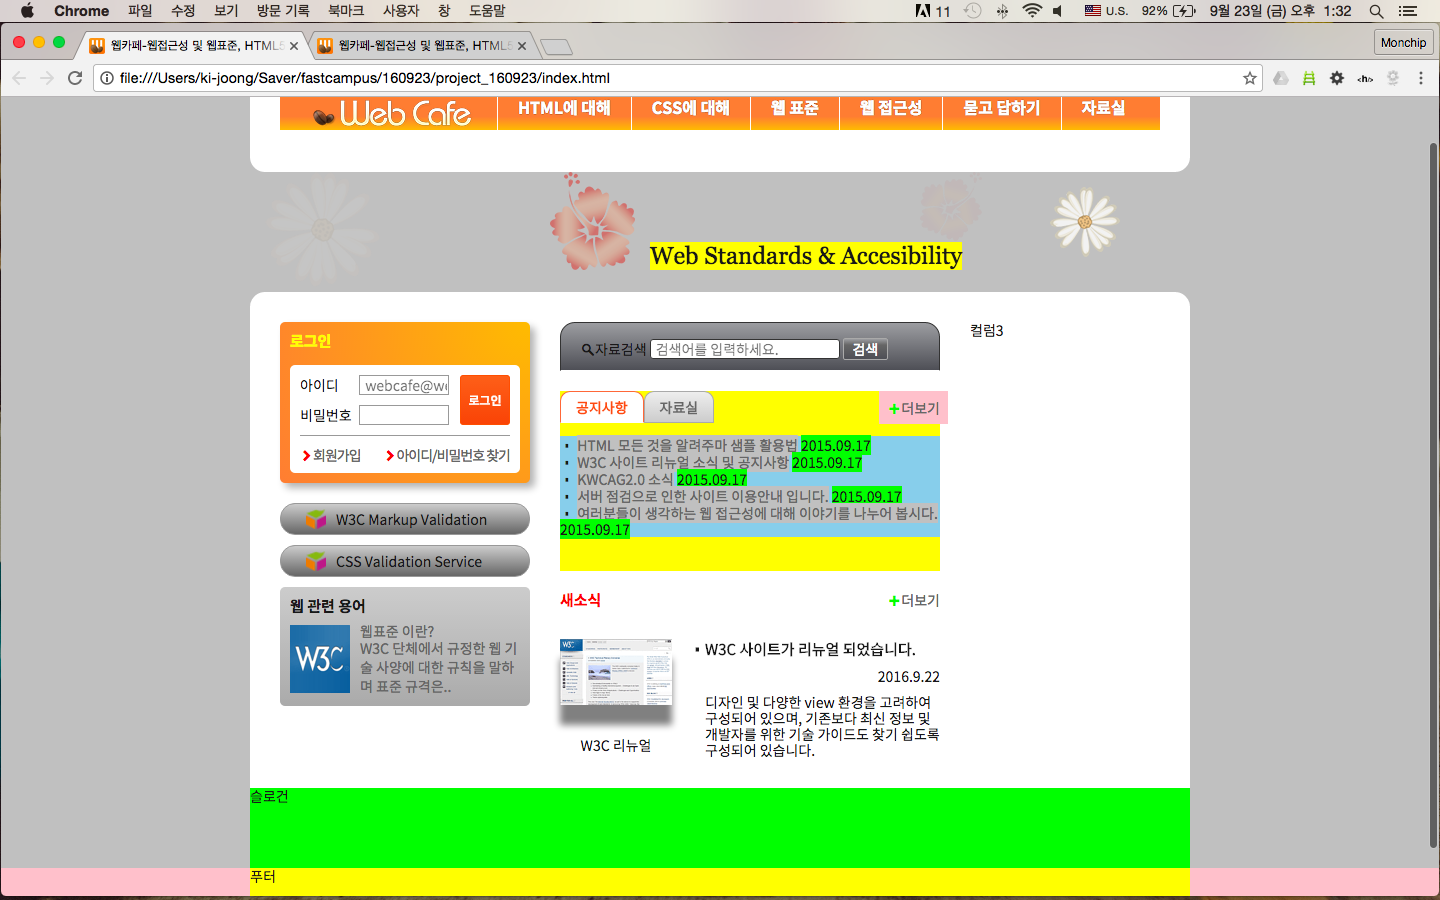 Chrome 파일 수정 보기 방문 기록 북마크 사용자 창 도움말 11 U.S. 92% 9월 23일 (금) 오후 1:32
웹카페-웹접근성 및 웹표준, HTML5 웹카페-웹접근성 및 웹표준, HTML5 Monchip
file:///Users/ki-joong/Saver/fastcampus/160923/project_160923/index.html
Web Cafe HTML에 대해 CSS에 대해 웹 표준 웹 접근성 묻고 답하기 자료실
Web Standards & Accesibility
로그인
아이디 webcafe@we
비밀번호
로그인
회원가입 아이디/비밀번호 찾기
W3C Markup Validation
CSS Validation Service
웹 관련 용어
W3C
웹표준 이란?
W3C 단체에서 규정한 웹 기
술 사양에 대한 규칙을 말하
며 표준 규격은..
자료검색 검색어를 입력하세요. 검색
공지사항 자료실 +더보기
HTML 모든 것을 알려주마 샘플 활용법 2015.09.17
W3C 사이트 리뉴얼 소식 및 공지사항 2015.09.17
KWCAG2.0 소식 2015.09.17
서버 점검으로 인한 사이트 이용안내 입니다. 2015.09.17
여러분들이 생각하는 웹 접근성에 대해 이야기를 나누어 봅시다.
2015.09.17
새소식 +더보기
W3C
W3C 리뉴얼
W3C 사이트가 리뉴얼 되었습니다.
2016.9.22
디자인 및 다양한 view 환경을 고려하여
구성되어 있으며, 기존보다 최신 정보 및
개발자를 위한 기술 가이드도 찾기 쉽도록
구성되어 있습니다.
컬럼3
슬로건
푸터